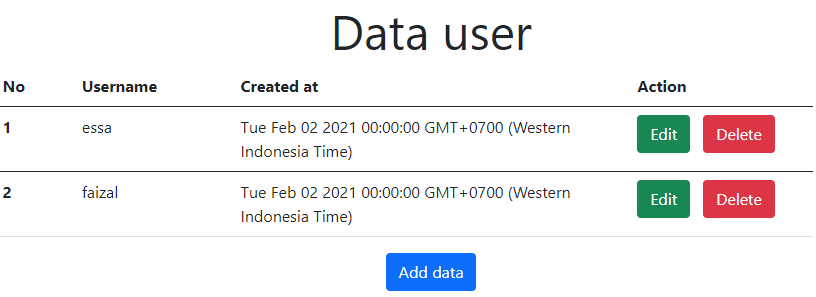 Data user
No Username Created at Action
1 essa Tue Feb 02 2021 00:00:00 GMT+0700 (Western Edit Delete
Indonesia Time)
2 faizal Tue Feb 02 2021 00:00:00 GMT+0700 (Western Edit Delete
Indonesia Time)
Add data